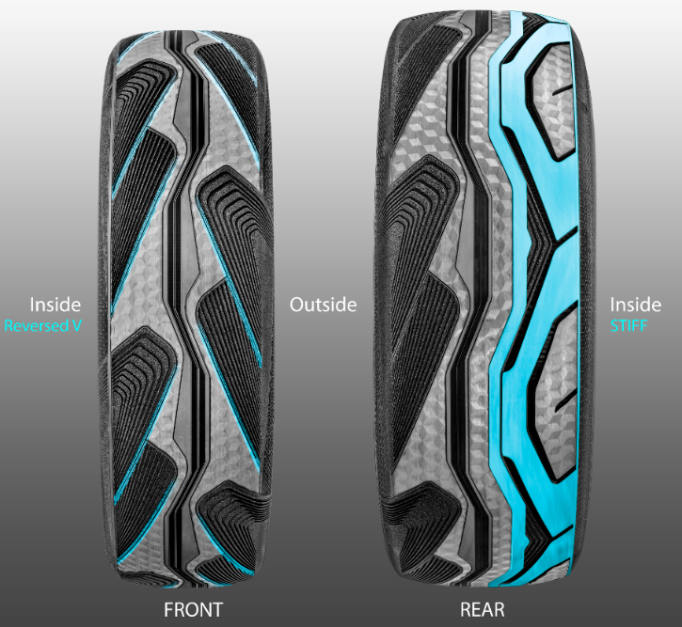 Inside
Reversed V
Outside
Inside
STIFF
FRONT
REAR